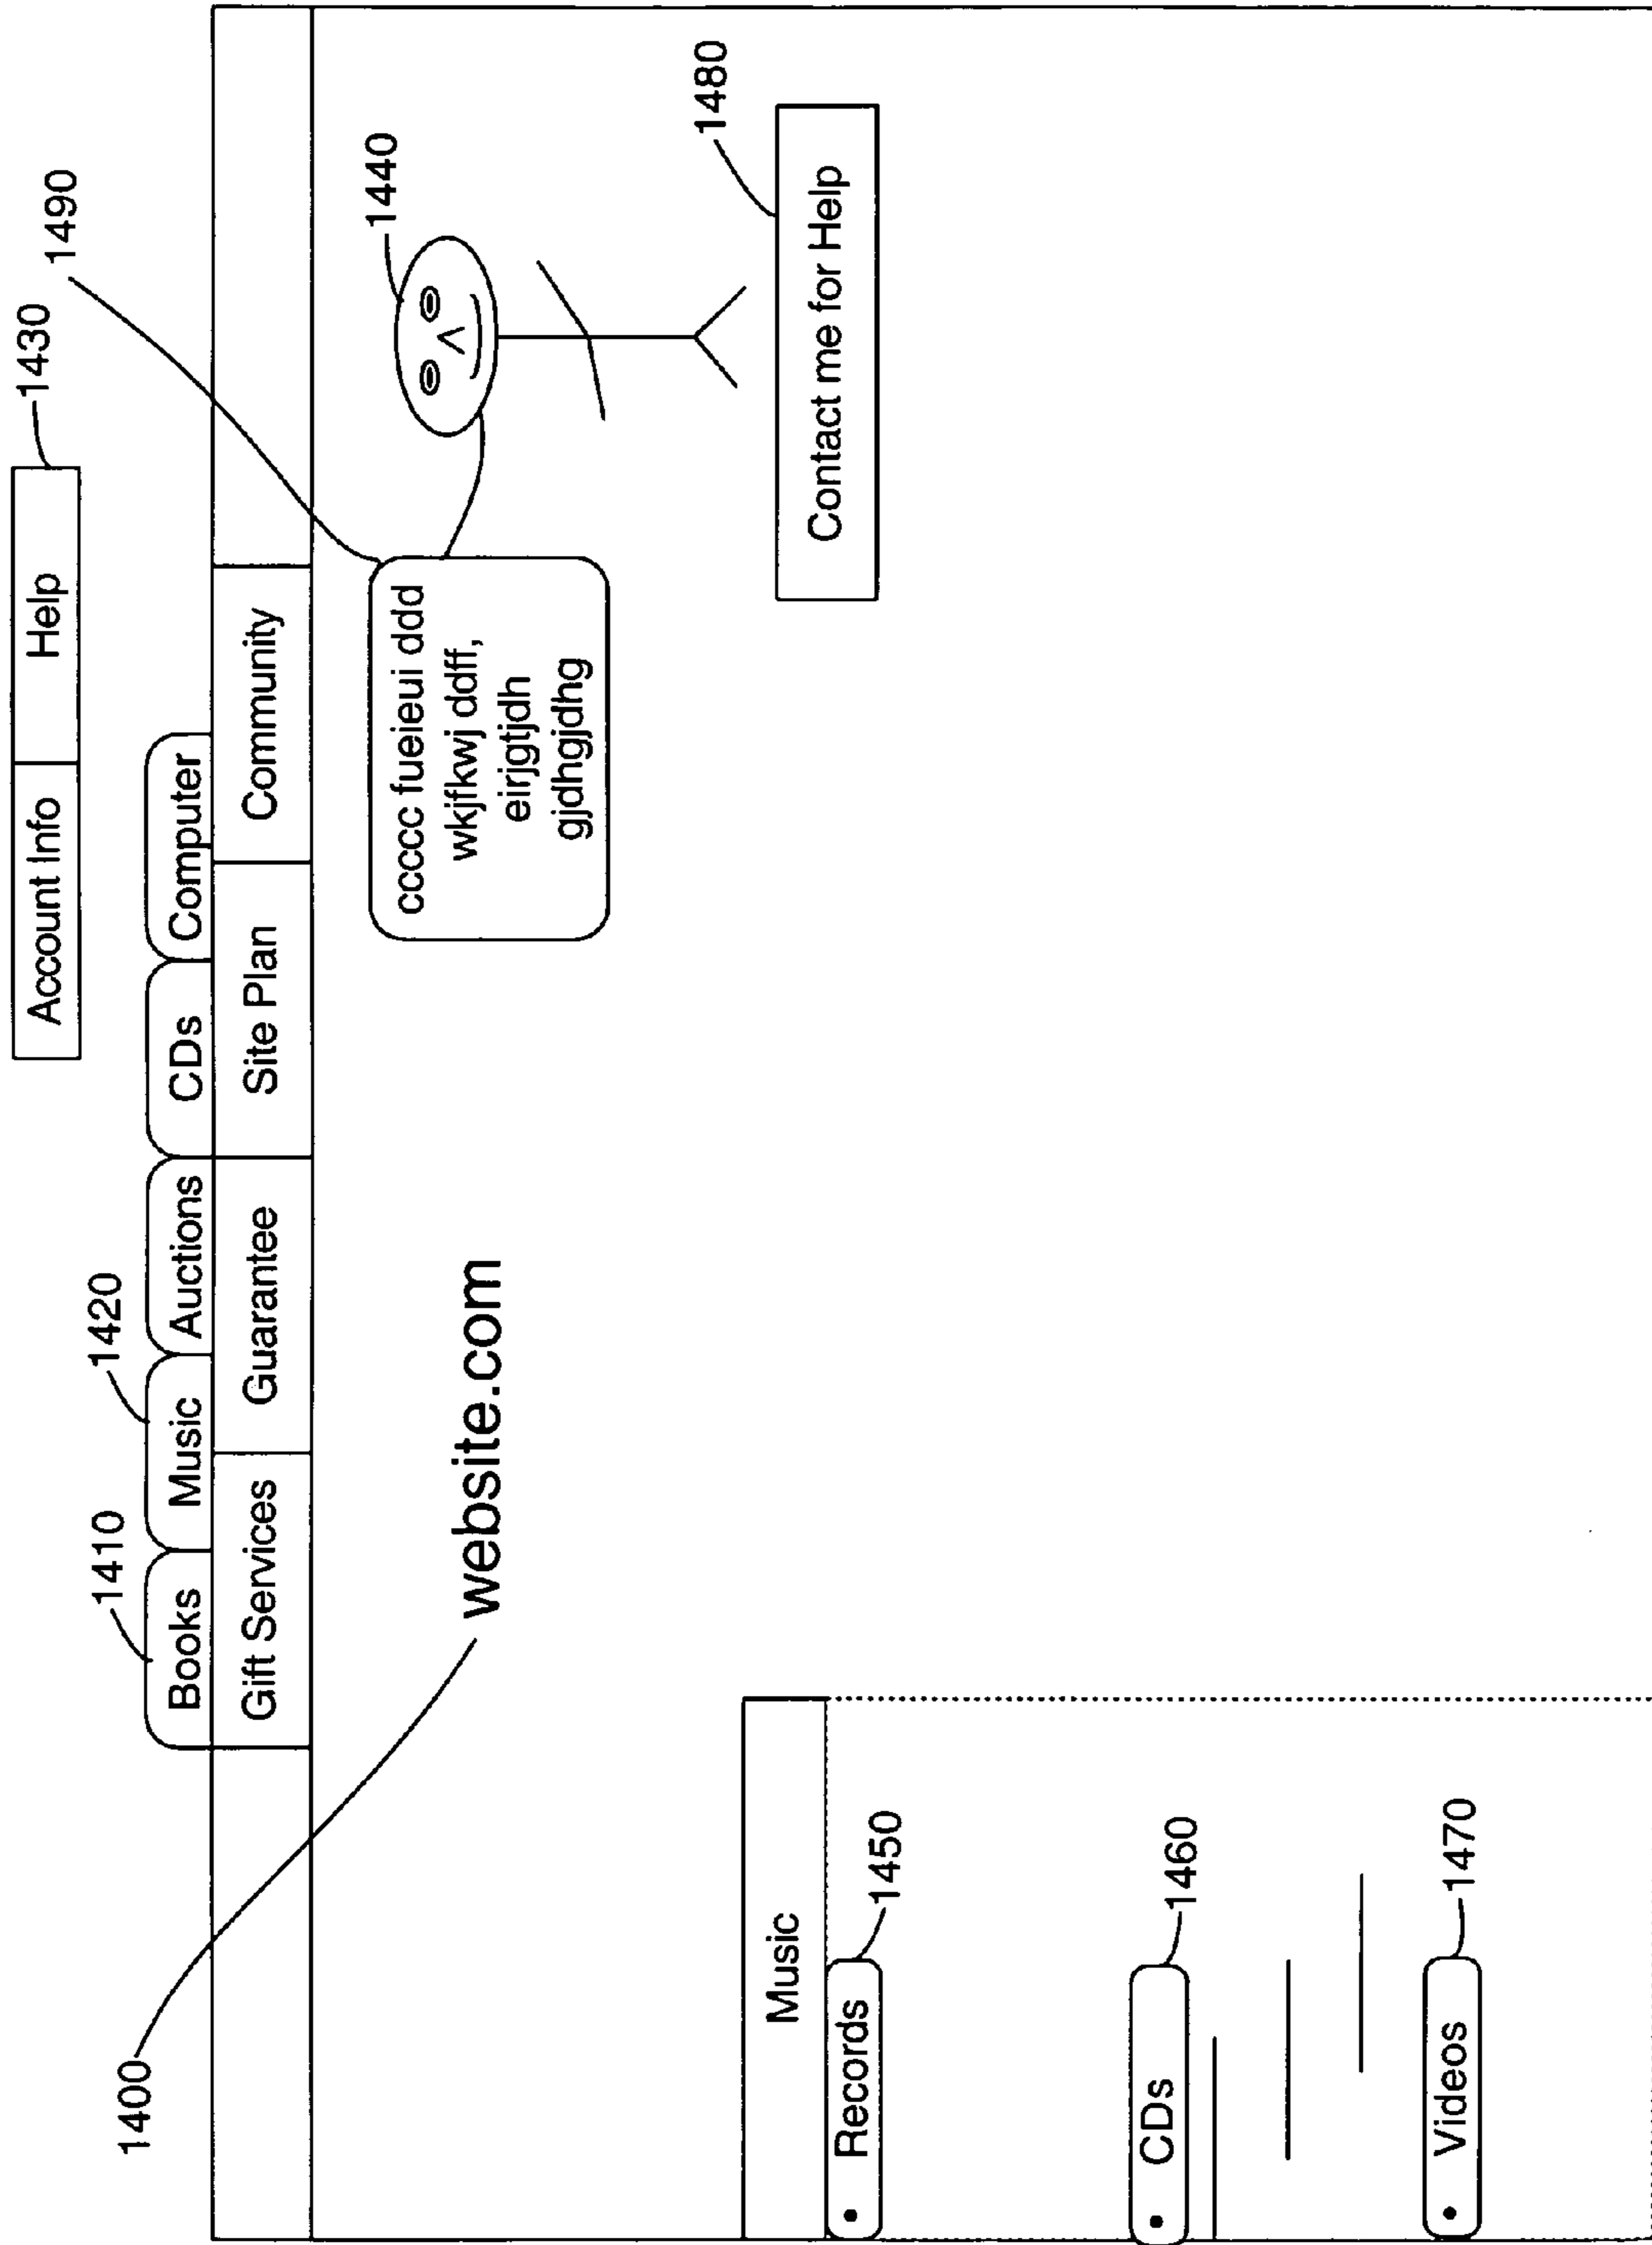 1490
1430
Account Info Help
1410
1420
Books Music Auctions CDs Computer
Gift Services Guarantee Site Plan Community
1400
website.com
1440
ccccc fueieui ddd
wkjfkwj ddff,
eirjgtjdh
gjdhgjdhg
1480
Contact me for Help
Music
• Records
1450
• CDs
1460
• Videos
1470